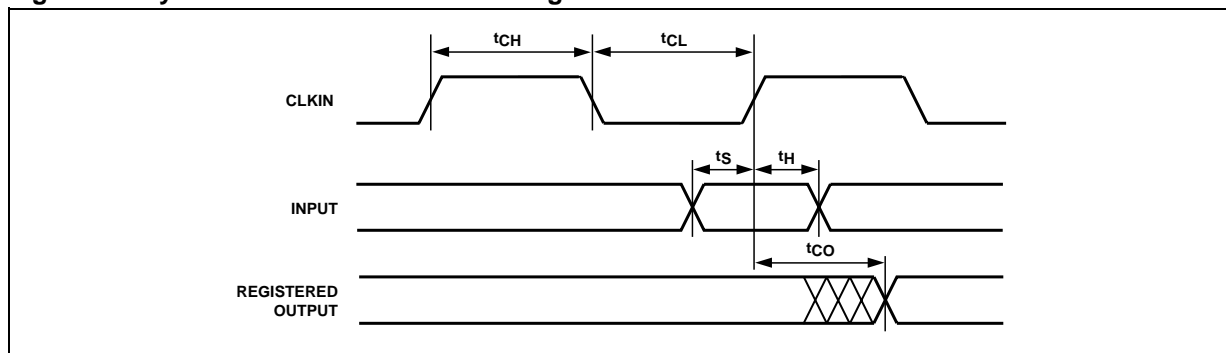 tCH
tCL
CLKIN
tS
tH
INPUT
tCO
REGISTERED
OUTPUT